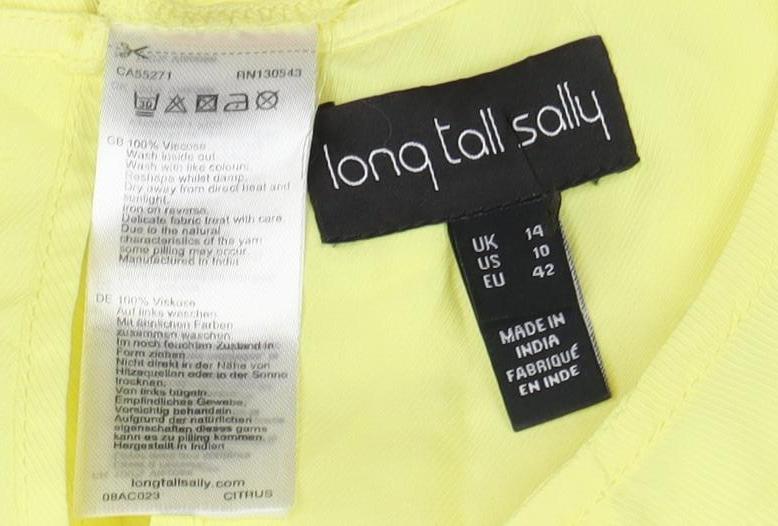 CA55271 RN130543
30
GB 100% Viscose
Wash inside out.
Wash with like colours.
Reshape whilst damp.
Dry away from direct heat and
sunlight.
Iron on reverse.
Delicate fabric treat with care.
Due to the natural
characteristics of the yarn
some pilling may occur.
Manufactured in India
DE 100% Viskose
Auf links waschen.
Mit ähnlichen Farben
zusammen waschen.
Im noch feuchten Zustand in
Form ziehen.
Nicht direkt in der Nähe von
Hitzequellen oder in der Sonne
trocknen.
Von links bügeln.
Empfindliches Gewebe,
Vorsichtig behandeln.
Aufgrund der natürlichen
eigenschaften dieses garns
kann es zu pilling kommen.
Hergestellt in Indien
longtallsally.com
08AC023 CITRUS
long tall sally
UK 14
US 10
EU 42
MADE IN
INDIA
FABRIQUÉ
EN INDE